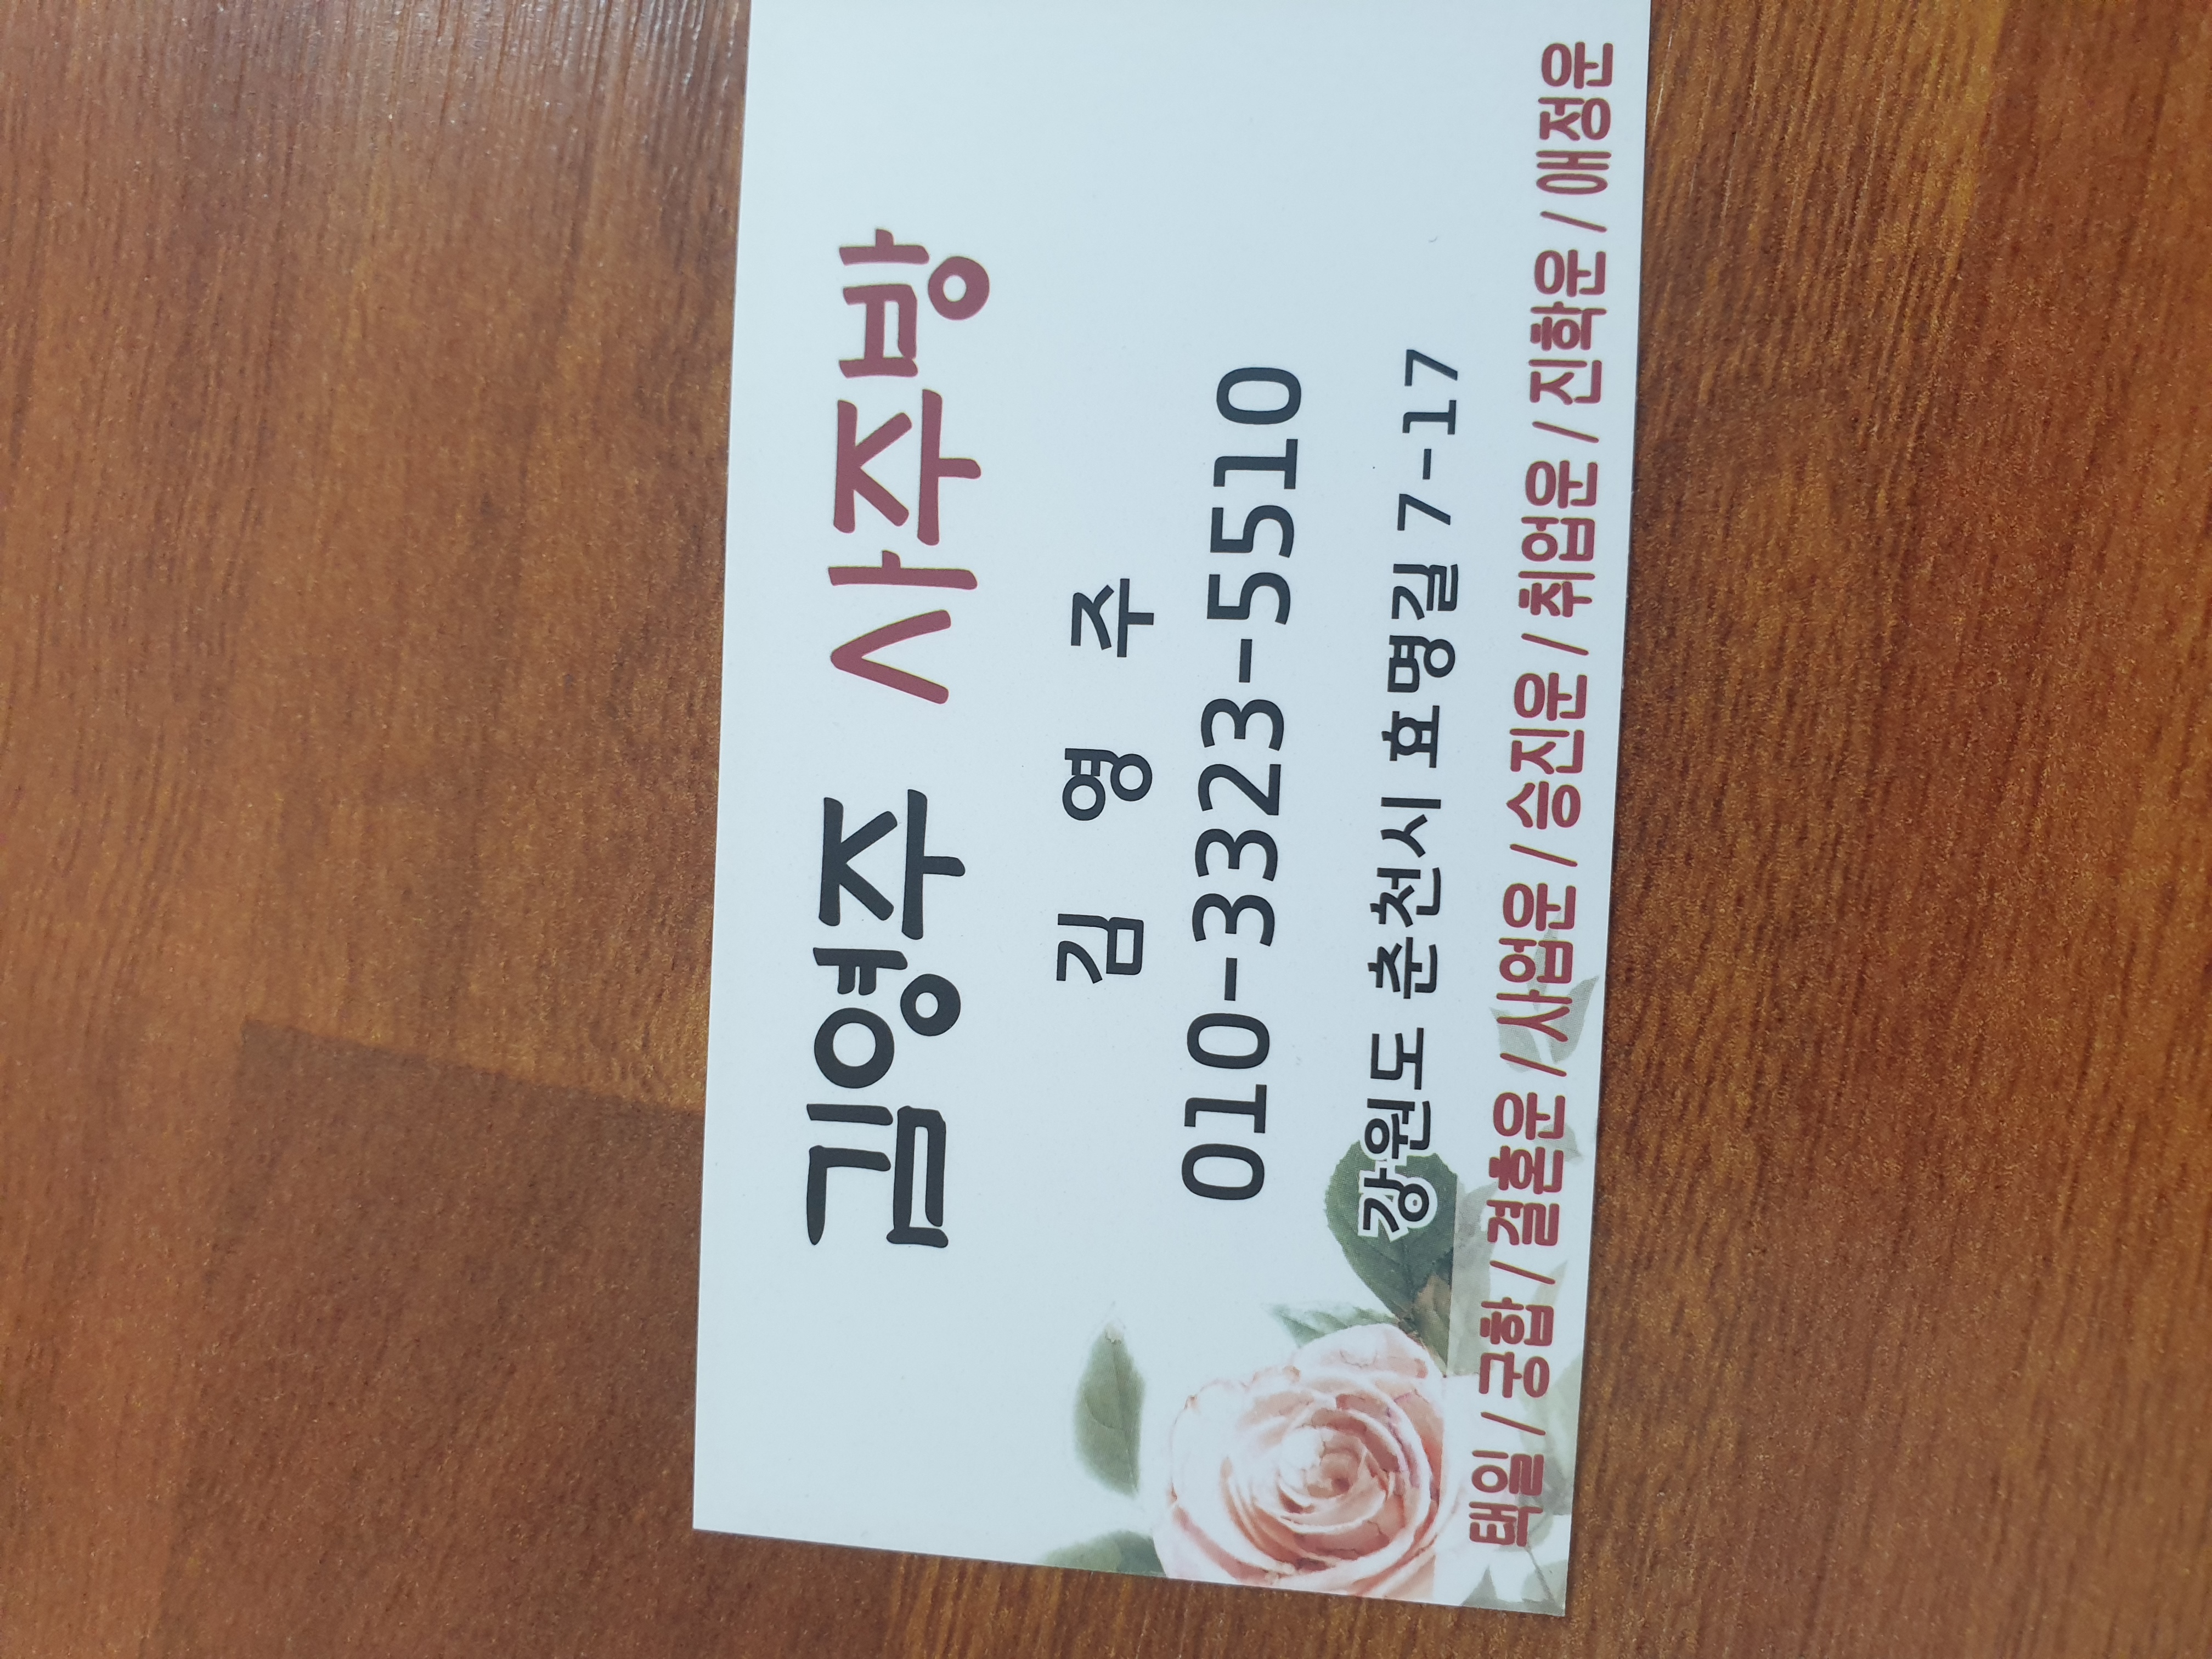 김영주 사주방
김 영 주
010-3323-5510
강원도 춘천시 효명길 7-17
택일 / 궁합 / 결혼운 / 사업운 / 승진운 / 취업운 / 진학운 / 애정운